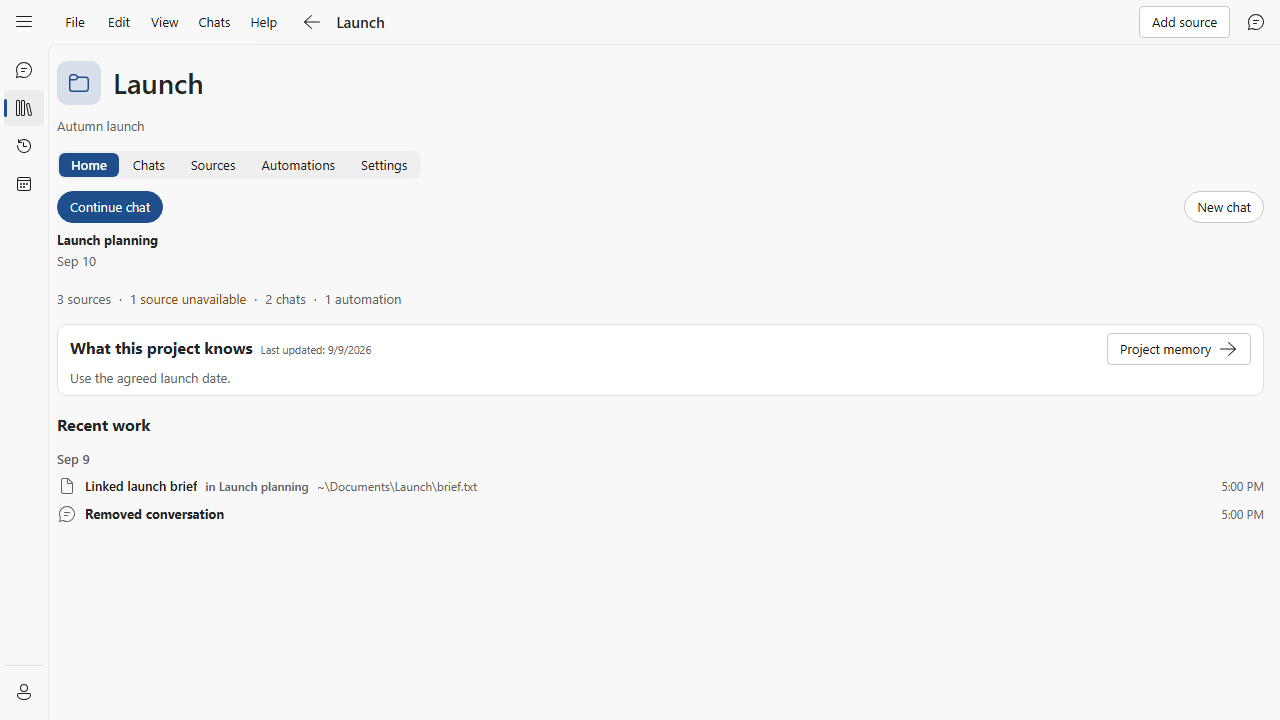 File Edit View Chats Help Launch Add source
Launch
Autumn launch
Home Chats Sources Automations Settings
Continue chat New chat
Launch planning
Sep 10
3 sources · 1 source unavailable · 2 chats · 1 automation
What this project knows Last updated: 9/9/2026 Project memory
Use the agreed launch date.
Recent work
Sep 9
Linked launch brief in Launch planning ~\Documents\Launch\brief.txt 5:00 PM
Removed conversation 5:00 PM